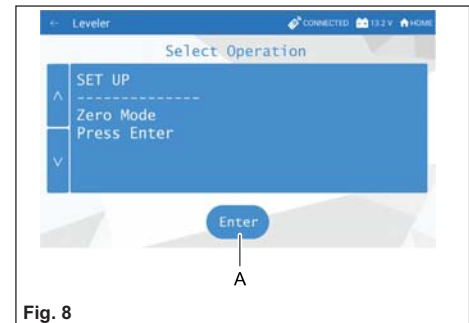 ← Leveler CONNECTED 13.2 V HOME
Select Operation
SET UP
--------------
Zero Mode
Press Enter
Enter
A
Fig. 8